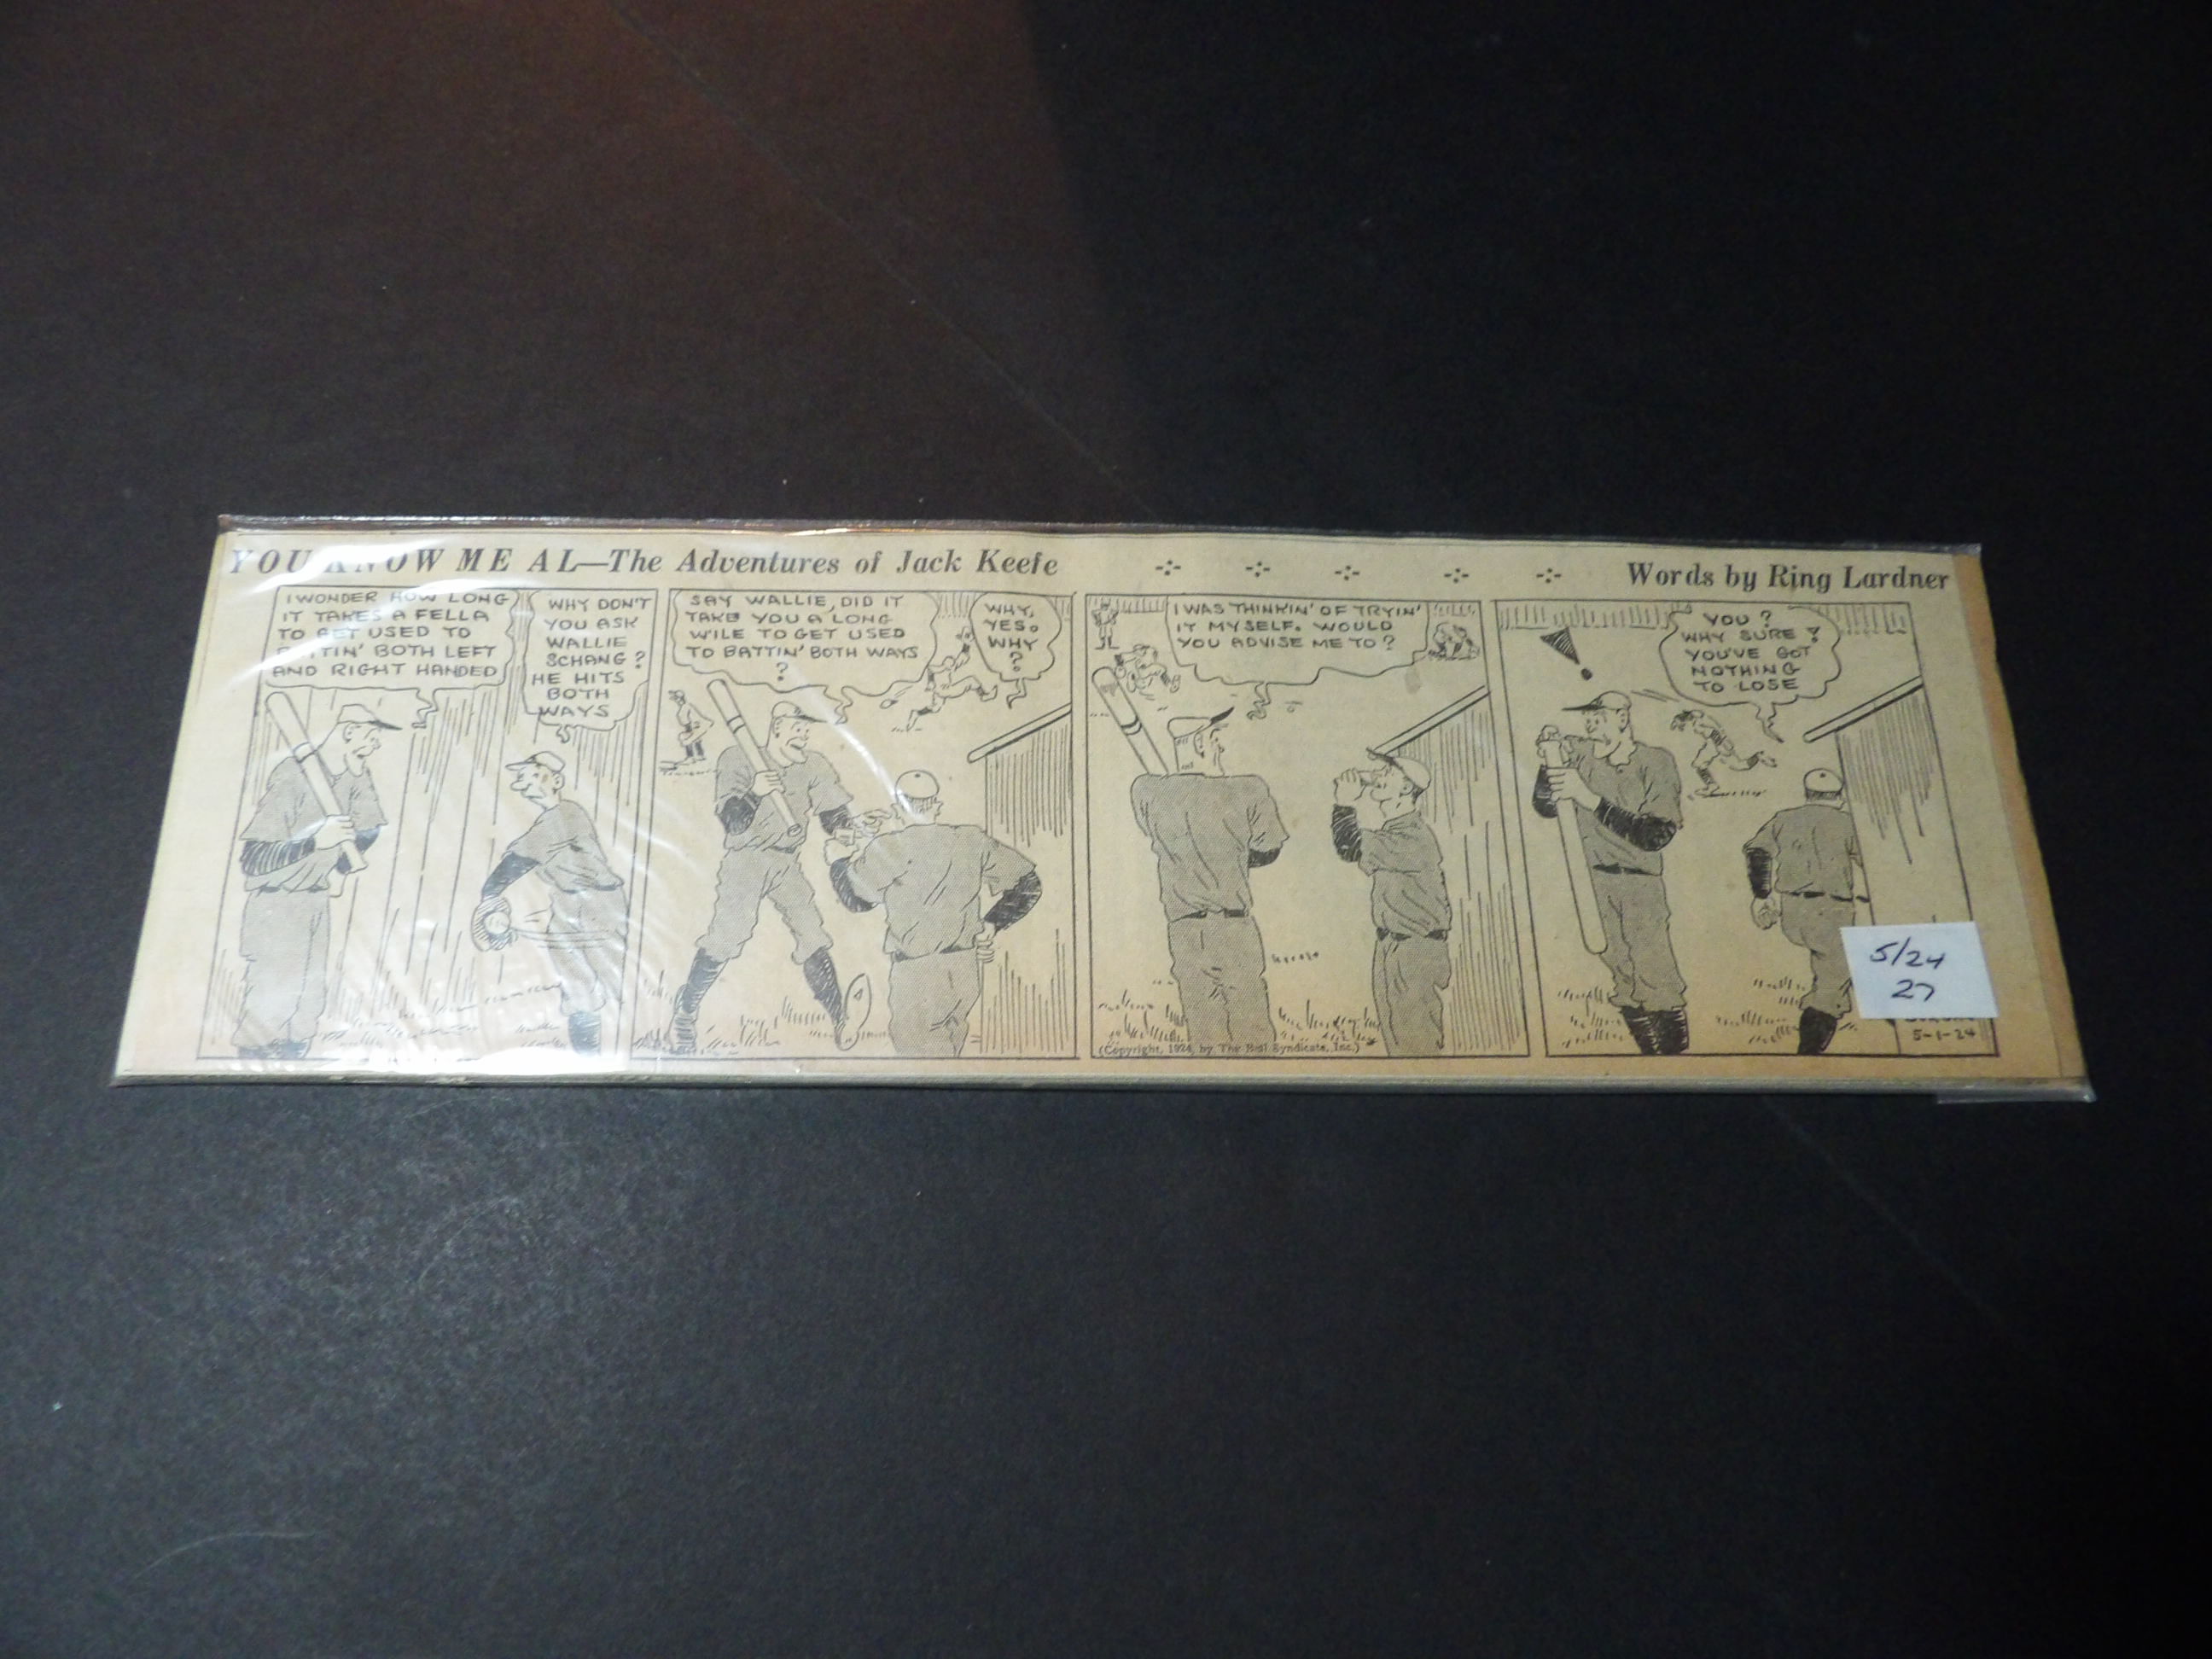 YOU KNOW ME AL—The Adventures of Jack Keefe Words by Ring Lardner
I WONDER HOW LONG
IT TAKES A FELLA
TO GET USED TO
BATTIN' BOTH LEFT
AND RIGHT HANDED
WHY DON'T
YOU ASK
WALLIE
SCHANG?
HE HITS
BOTH
WAYS
SAY WALLIE, DID IT
TAKE YOU A LONG
W'ILE TO GET USED
TO BATTIN' BOTH WAYS
?
WHY,
YES.
WHY
?
I WAS THINKIN' OF TRYIN'
IT MYSELF. WOULD
YOU ADVISE ME TO?
(Copyright, 1924, by The Bell Syndicate, Inc.)
YOU?
WHY SURE!
YOU'VE GOT
NOTHING
TO LOSE
5/24
27
5-1-24